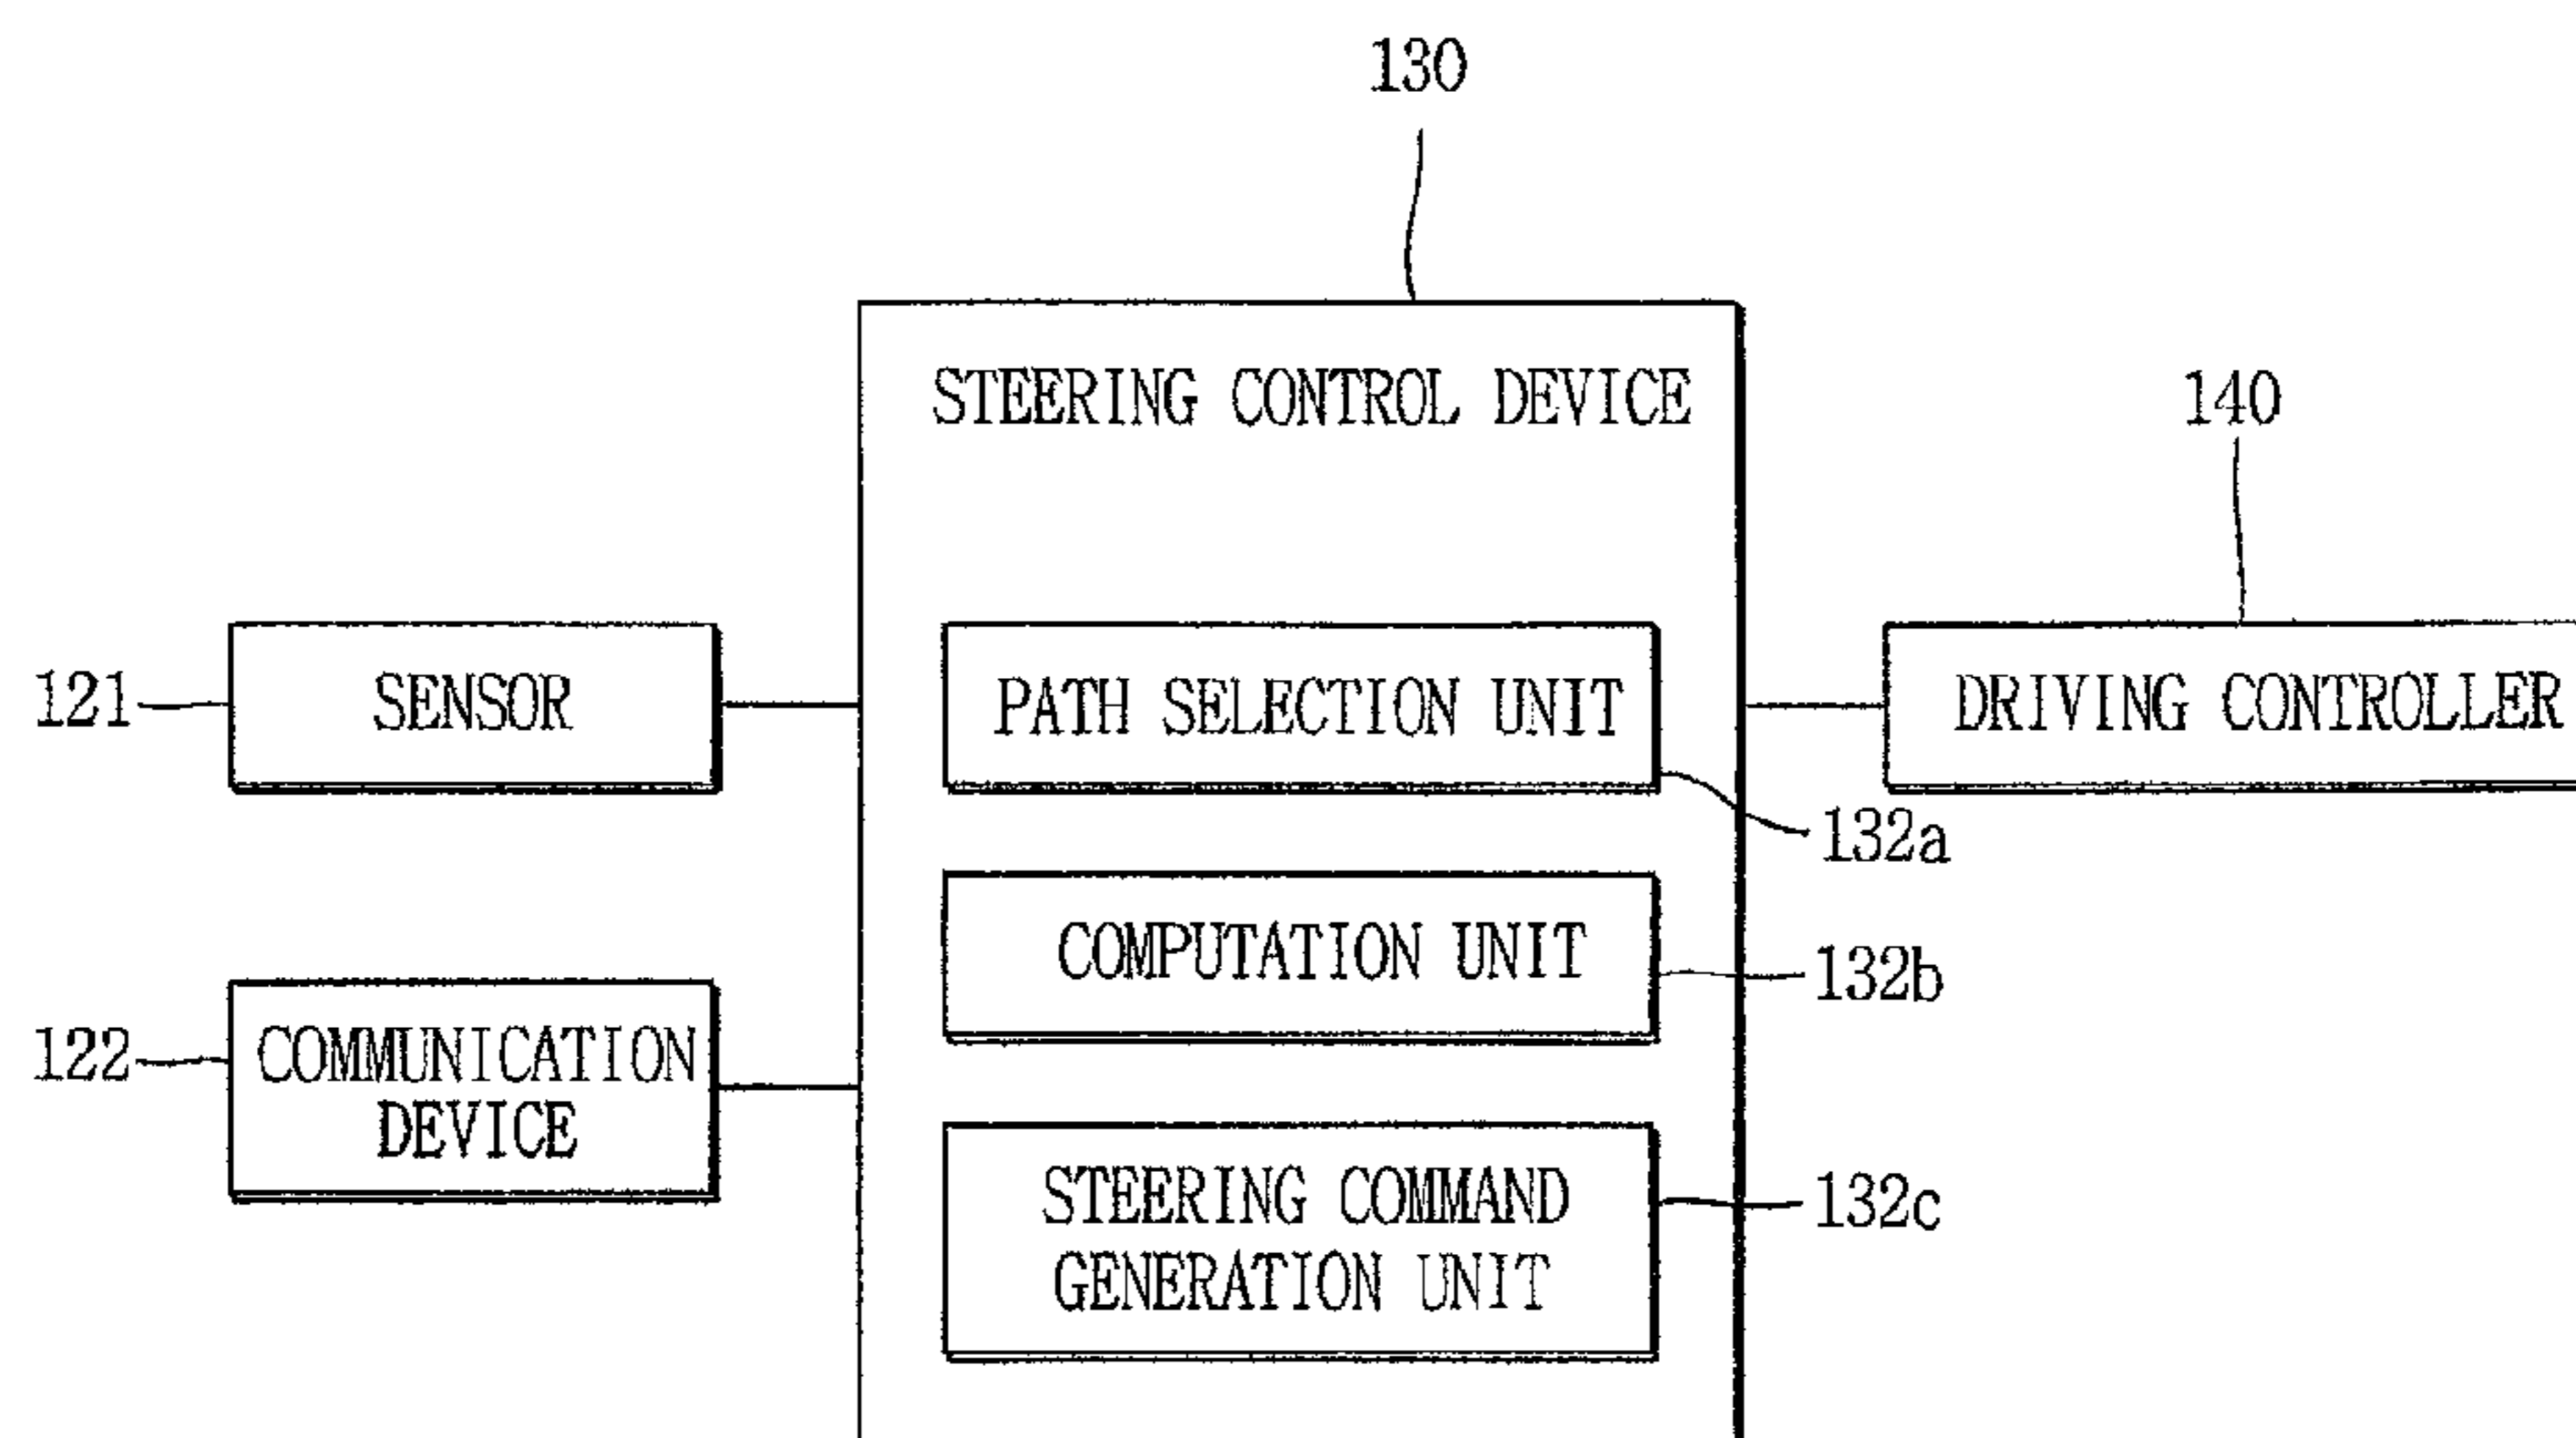 130
STEERING CONTROL DEVICE
140
121
SENSOR
PATH SELECTION UNIT
DRIVING CONTROLLER
132a
COMPUTATION UNIT
132b
122
COMMUNICATION
DEVICE
STEERING COMMAND
GENERATION UNIT
132c